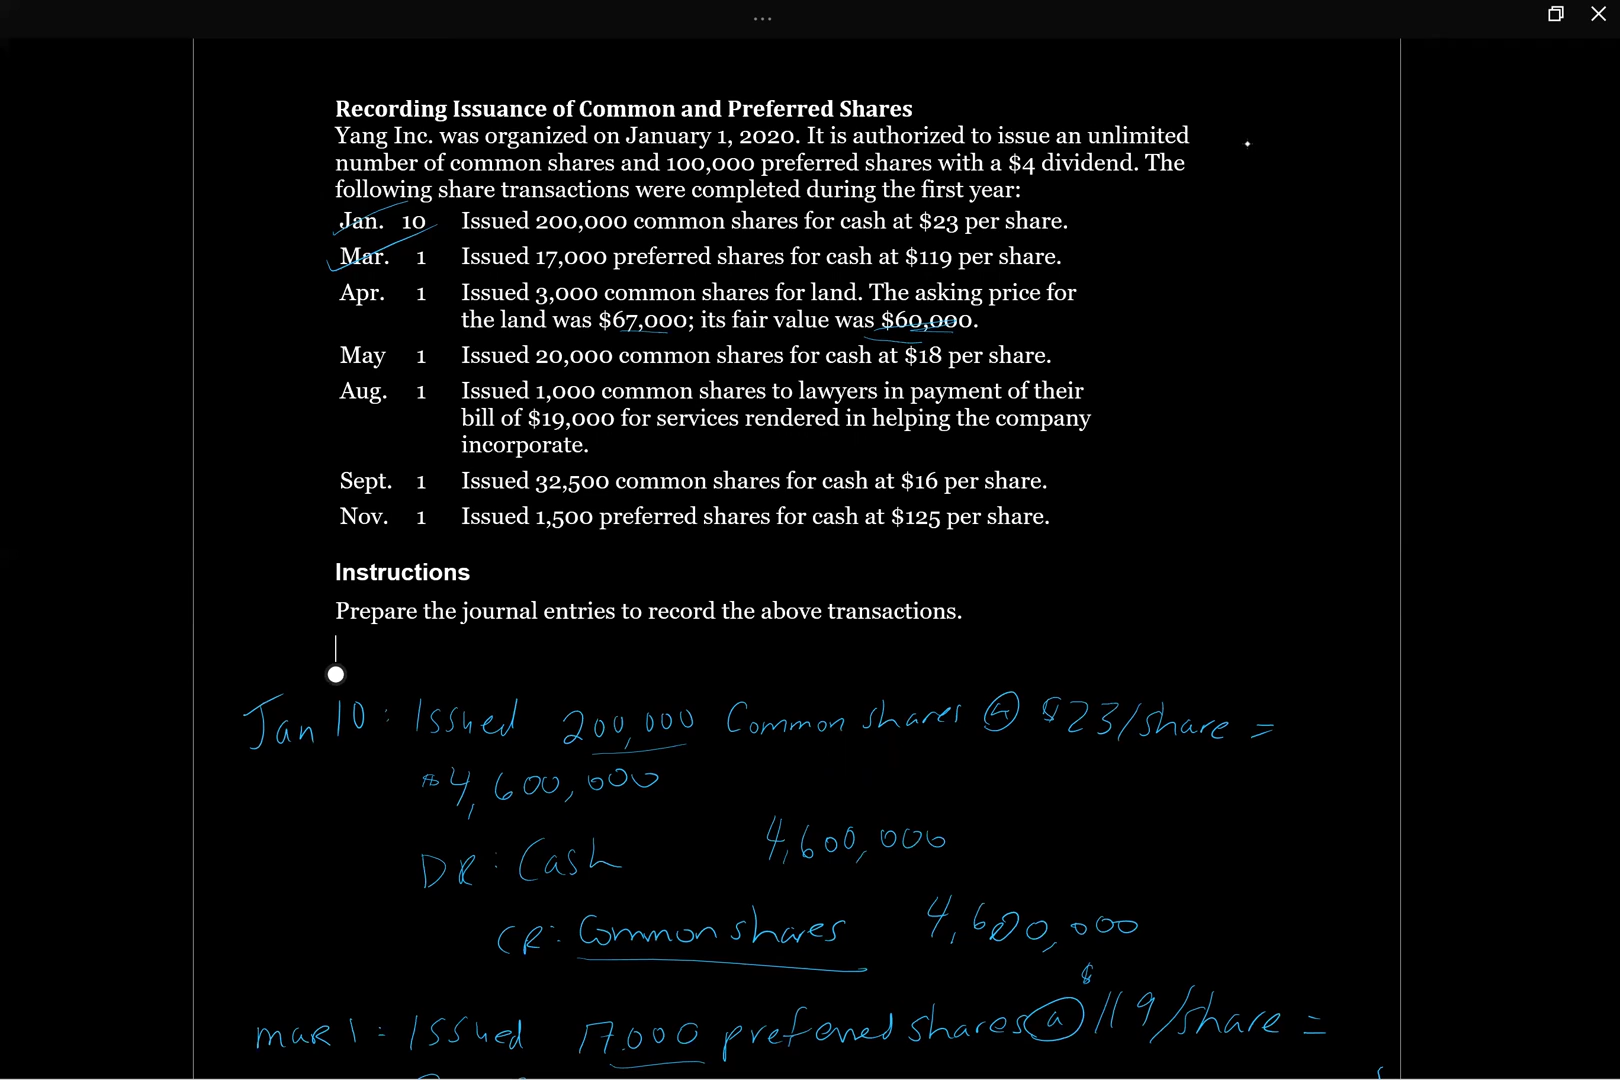 Recording Issuance of Common and Preferred Shares
Yang Inc. was organized on January 1, 2020. It is authorized to issue an unlimited
number of common shares and 100,000 preferred shares with a $4 dividend. The
following share transactions were completed during the first year:
Jan. 10 Issued 200,000 common shares for cash at $23 per share.
Mar. 1 Issued 17,000 preferred shares for cash at $119 per share.
Apr. 1 Issued 3,000 common shares for land. The asking price for
the land was $67,000; its fair value was $60,000.
May 1 Issued 20,000 common shares for cash at $18 per share.
Aug. 1 Issued 1,000 common shares to lawyers in payment of their
bill of $19,000 for services rendered in helping the company
incorporate.
Sept. 1 Issued 32,500 common shares for cash at $16 per share.
Nov. 1 Issued 1,500 preferred shares for cash at $125 per share.
Instructions
Prepare the journal entries to record the above transactions.
Jan 10: Issued 200,000 Common shares @ $23/share =
$4,600,000
DR: Cash 4,600,000
CR: Common shares 4,600,000
mar 1: Issued 17,000 preferred shares @ $119/share =